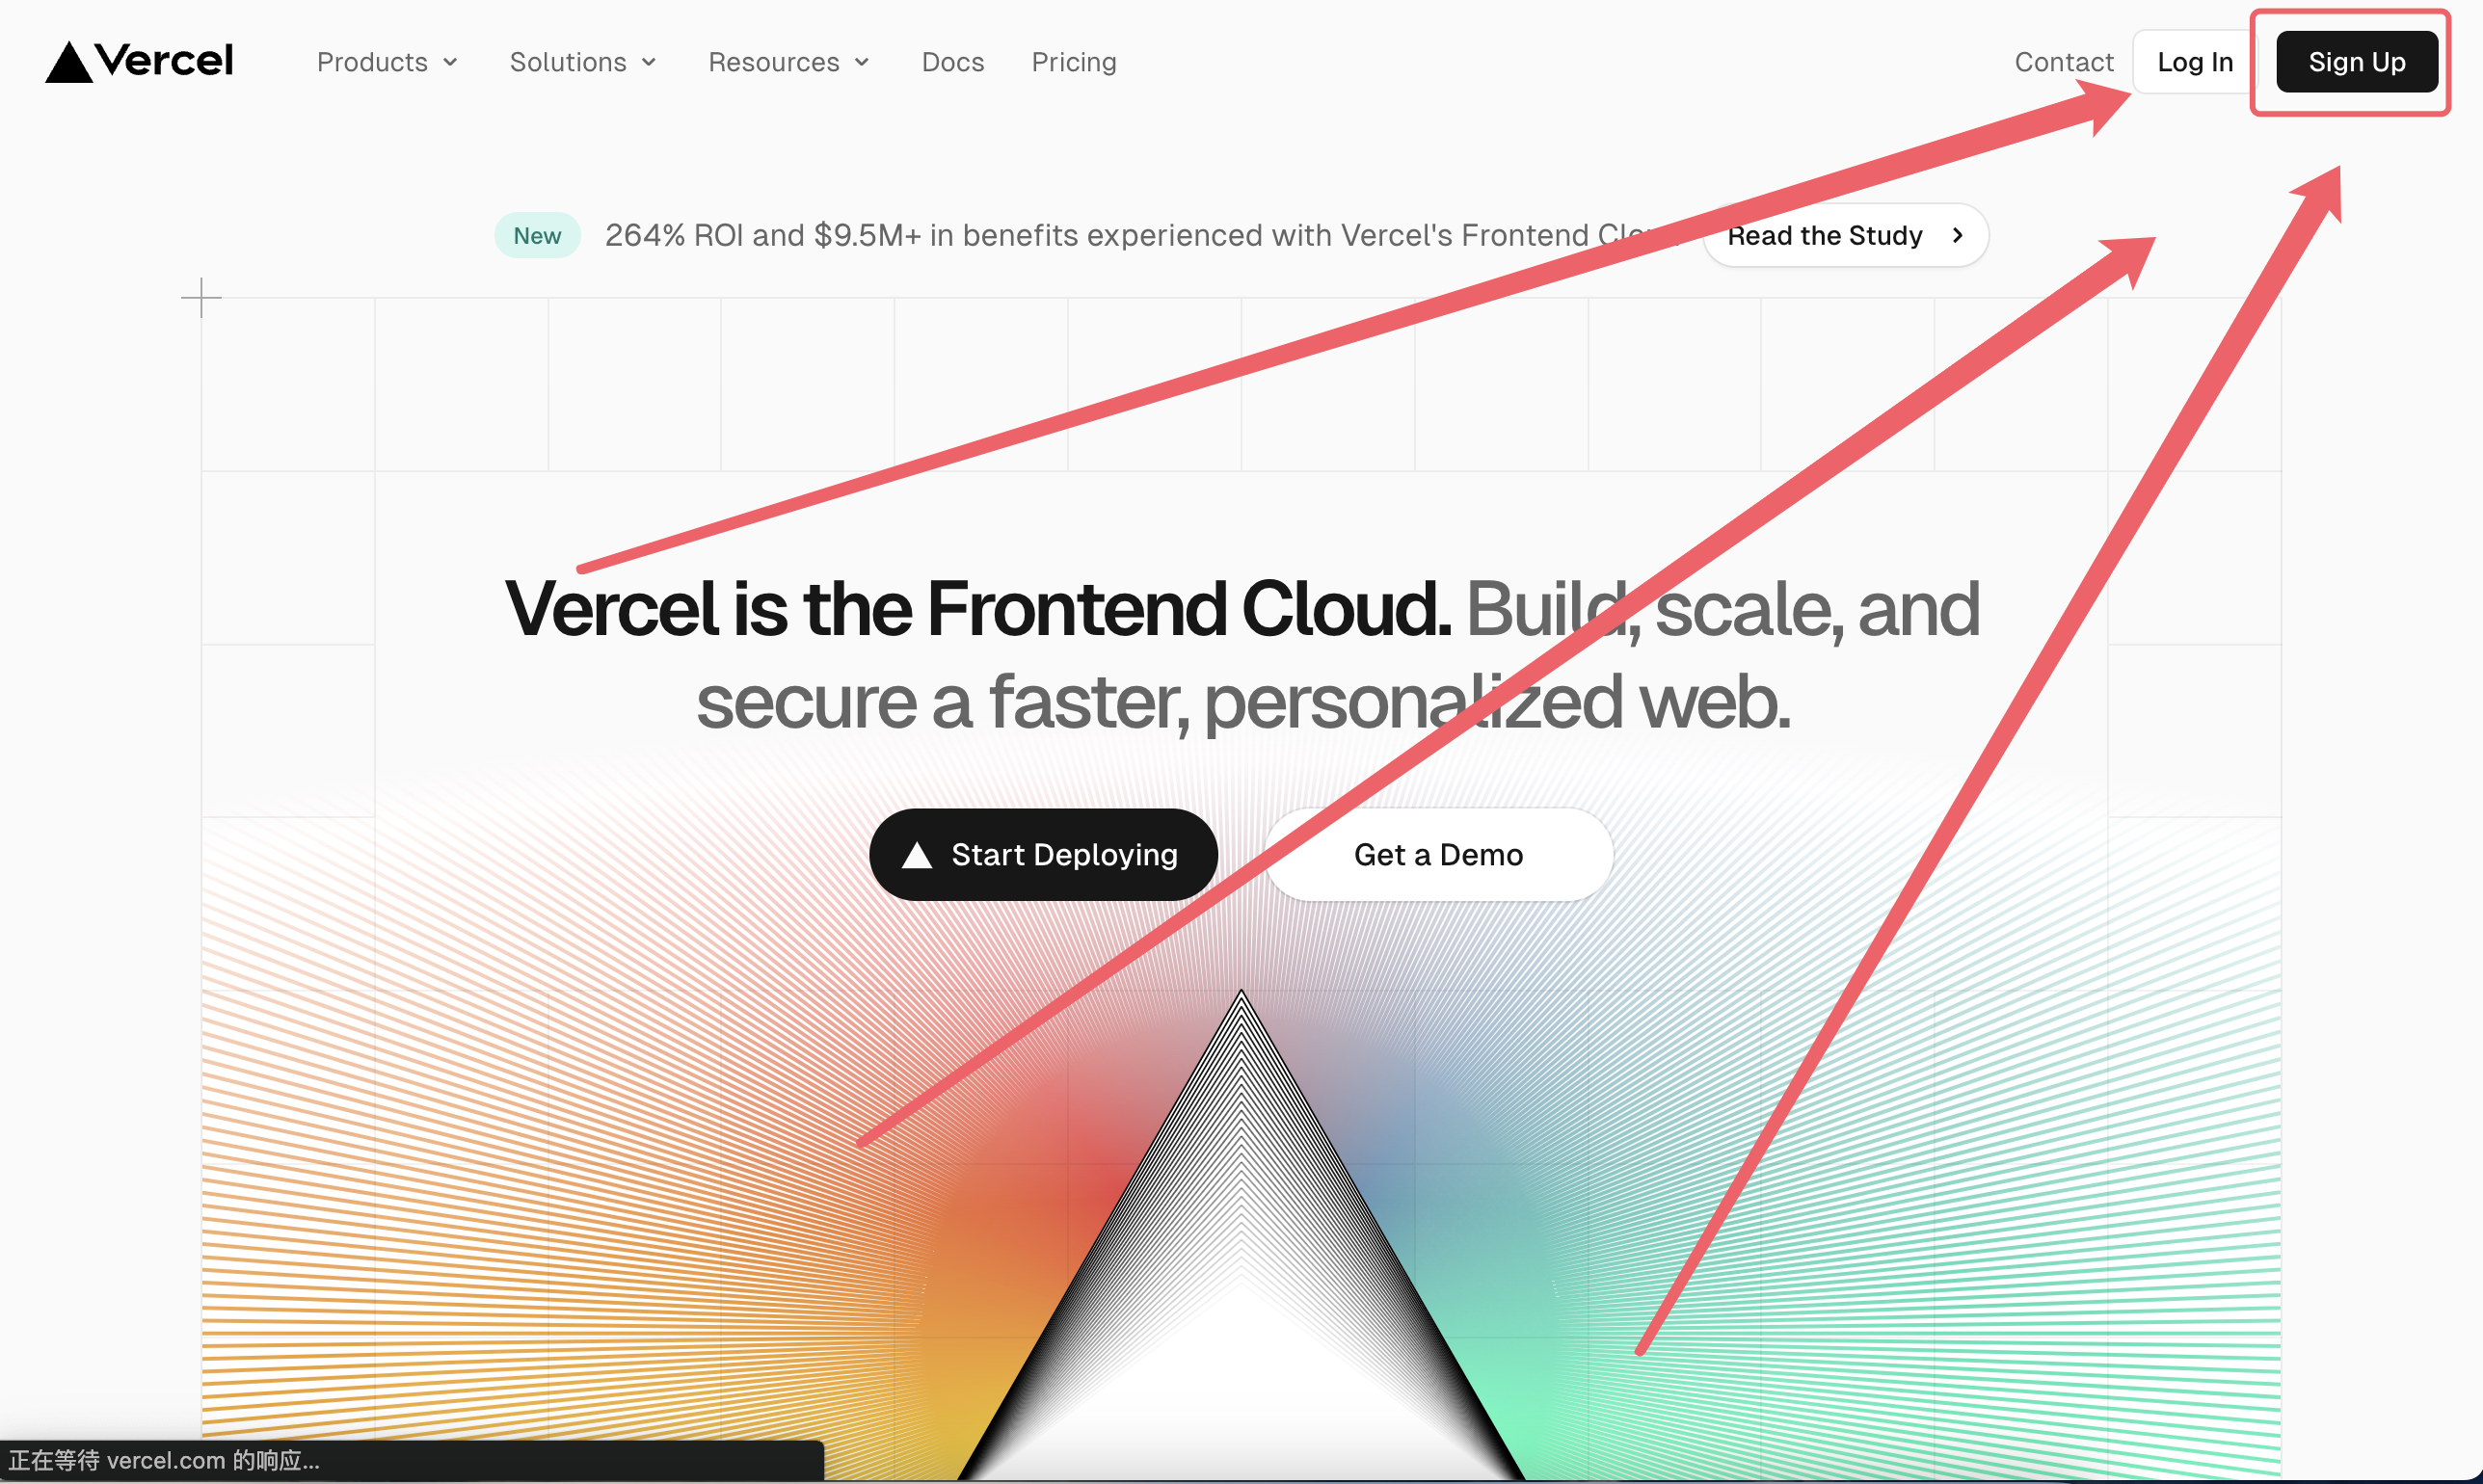 Vercel
Products
Solutions
Resources
Docs
Pricing
Contact
Log In
Sign Up
New
264% ROI and $9.5M+ in benefits experienced with Vercel's Frontend Cloud
Read the Study
Vercel is the Frontend Cloud. Build, scale, and
secure a faster, personalized web.
Start Deploying
Get a Demo
正在等待 vercel.com 的响应...